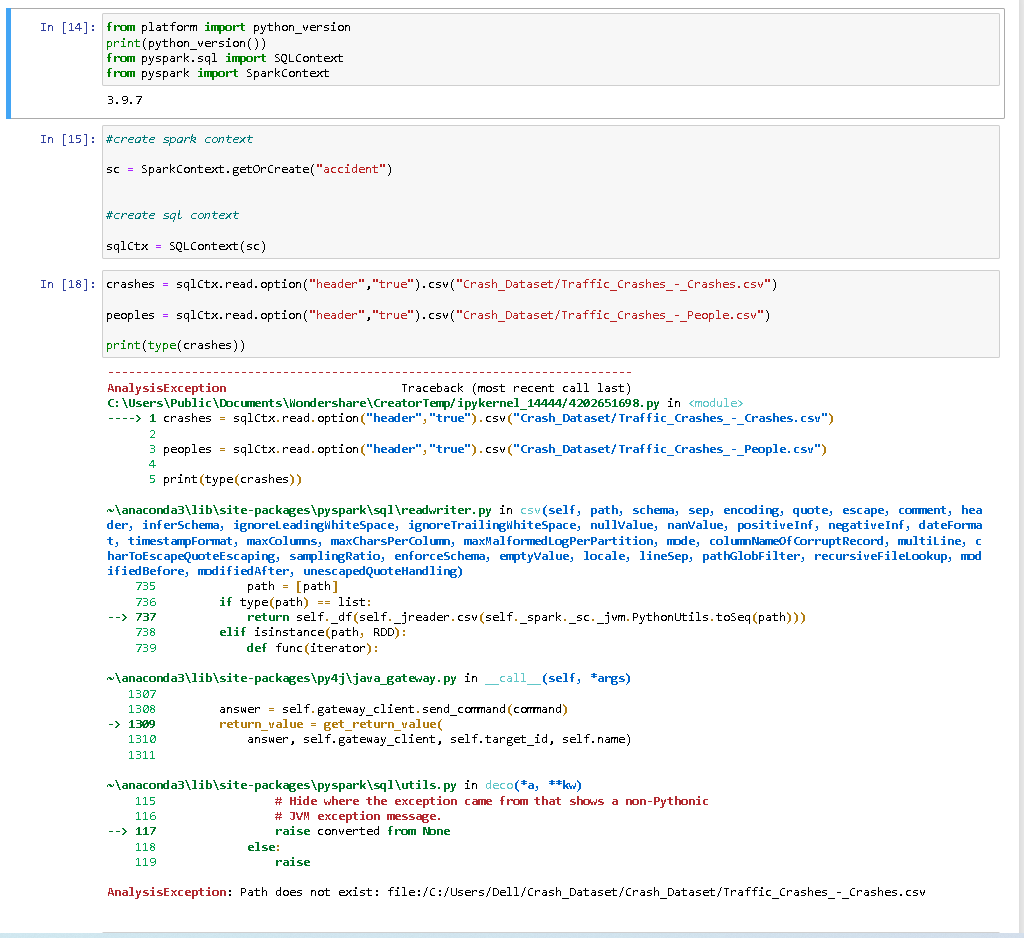 In [14]: from platform import python_version
print(python_version())
from pyspark.sql import SQLContext
from pyspark import SparkContext
3.9.7
In [15]: #create spark context
sc = SparkContext.getOrCreate("accident")
#create sql context
sqlCtx = SQLContext(sc)
In [18]: crashes = sqlCtx.read.option("header","true").csv("Crash_Dataset/Traffic_Crashes_-_Crashes.csv")
peoples = sqlCtx.read.option("header","true").csv("Crash_Dataset/Traffic_Crashes_-_People.csv")
print(type(crashes))
---------------------------------------------------------------------------
AnalysisException                         Traceback (most recent call last)
C:\Users\Public\Documents\Wondershare\CreatorTemp/ipykernel_14444/4202651698.py in <module>
----> 1 crashes = sqlCtx.read.option("header","true").csv("Crash_Dataset/Traffic_Crashes_-_Crashes.csv")
2
3 peoples = sqlCtx.read.option("header","true").csv("Crash_Dataset/Traffic_Crashes_-_People.csv")
4
5 print(type(crashes))
~\anaconda3\lib\site-packages\pyspark\sql\readwriter.py in csv(self, path, schema, sep, encoding, quote, escape, comment, hea
der, inferSchema, ignoreLeadingWhiteSpace, ignoreTrailingWhiteSpace, nullValue, nanValue, positiveInf, negativeInf, dateForma
t, timestampFormat, maxColumns, maxCharsPerColumn, maxMalformedLogPerPartition, mode, columnNameOfCorruptRecord, multiLine, c
harToEscapeQuoteEscaping, samplingRatio, enforceSchema, emptyValue, locale, lineSep, pathGlobFilter, recursiveFileLookup, mod
ifiedBefore, modifiedAfter, unescapedQuoteHandling)
735             path = [path]
736         if type(path) == list:
--> 737             return self._df(self._jreader.csv(self._spark._sc._jvm.PythonUtils.toSeq(path)))
738         elif isinstance(path, RDD):
739             def func(iterator):
~\anaconda3\lib\site-packages\py4j\java_gateway.py in __call__(self, *args)
1307
1308         answer = self.gateway_client.send_command(command)
-> 1309         return_value = get_return_value(
1310             answer, self.gateway_client, self.target_id, self.name)
1311
~\anaconda3\lib\site-packages\pyspark\sql\utils.py in deco(*a, **kw)
115                 # Hide where the exception came from that shows a non-Pythonic
116                 # JVM exception message.
--> 117                 raise converted from None
118             else:
119                 raise
AnalysisException: Path does not exist: file:/C:/Users/Dell/Crash_Dataset/Crash_Dataset/Traffic_Crashes_-_Crashes.csv